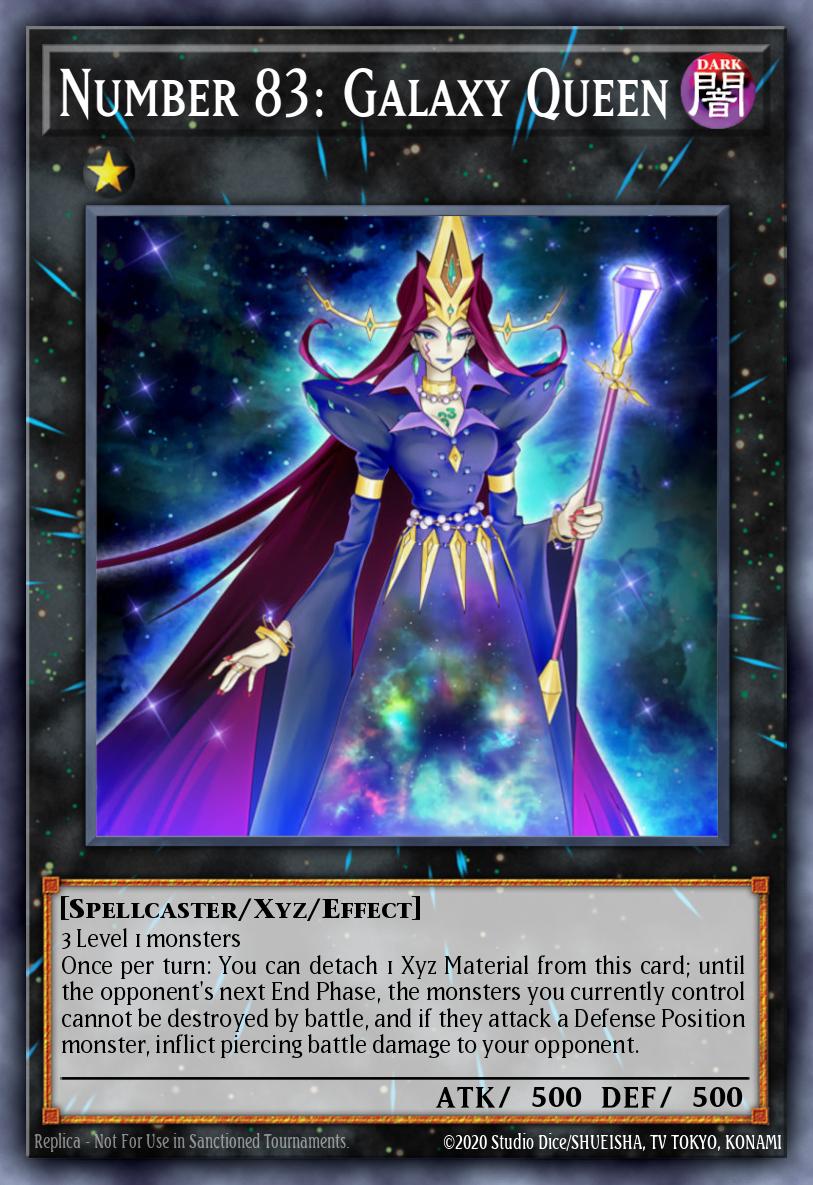 Number 83: Galaxy Queen
DARK
闇
83
[Spellcaster/Xyz/Effect]
3 Level 1 monsters
Once per turn: You can detach 1 Xyz Material from this card; until
the opponent's next End Phase, the monsters you currently control
cannot be destroyed by battle, and if they attack a Defense Position
monster, inflict piercing battle damage to your opponent.
ATK/ 500 DEF/ 500
Replica - Not For Use in Sanctioned Tournaments.
©2020 Studio Dice/SHUEISHA, TV TOKYO, KONAMI